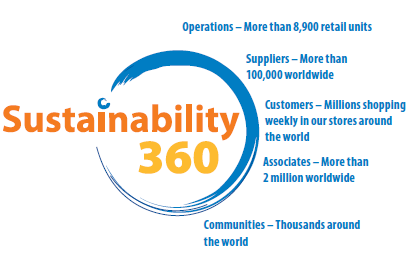 Operations – More than 8,900 retail units
Suppliers – More than
100,000 worldwide
Sustainability
360
Customers – Millions shopping
weekly in our stores around
the world
Associates – More than
2 million worldwide
Communities – Thousands around
the world